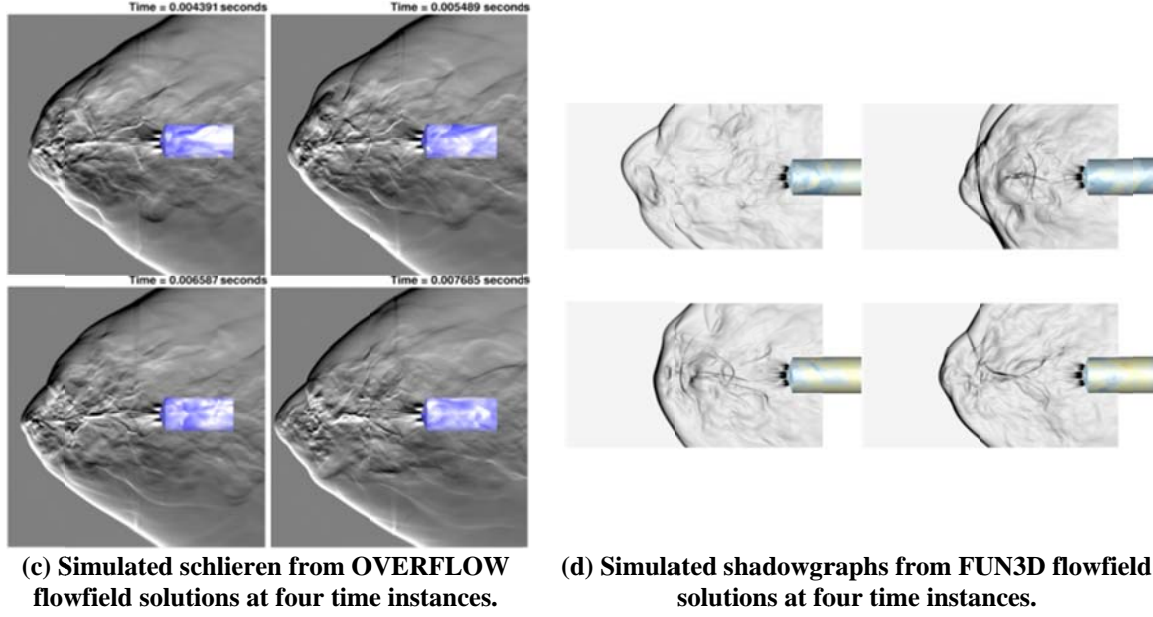 Time = 0.004391 seconds
Time = 0.005489 seconds
Time = 0.006587 seconds
Time = 0.007685 seconds
(c) Simulated schlieren from OVERFLOW
flowfield solutions at four time instances.
(d) Simulated shadowgraphs from FUN3D flowfield
solutions at four time instances.